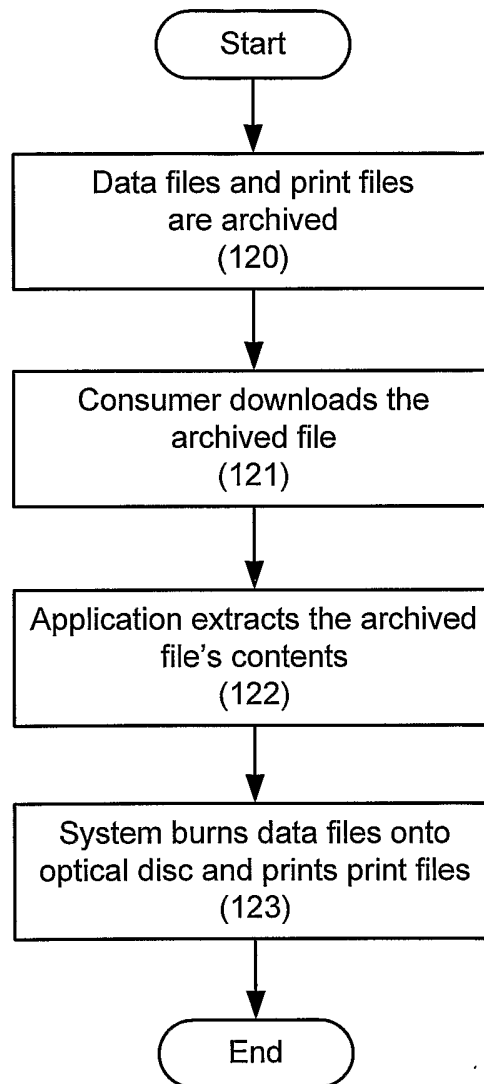 Start
Data files and print files
are archived
(120)
Consumer downloads the
archived file
(121)
Application extracts the archived
file's contents
(122)
System burns data files onto
optical disc and prints print files
(123)
End